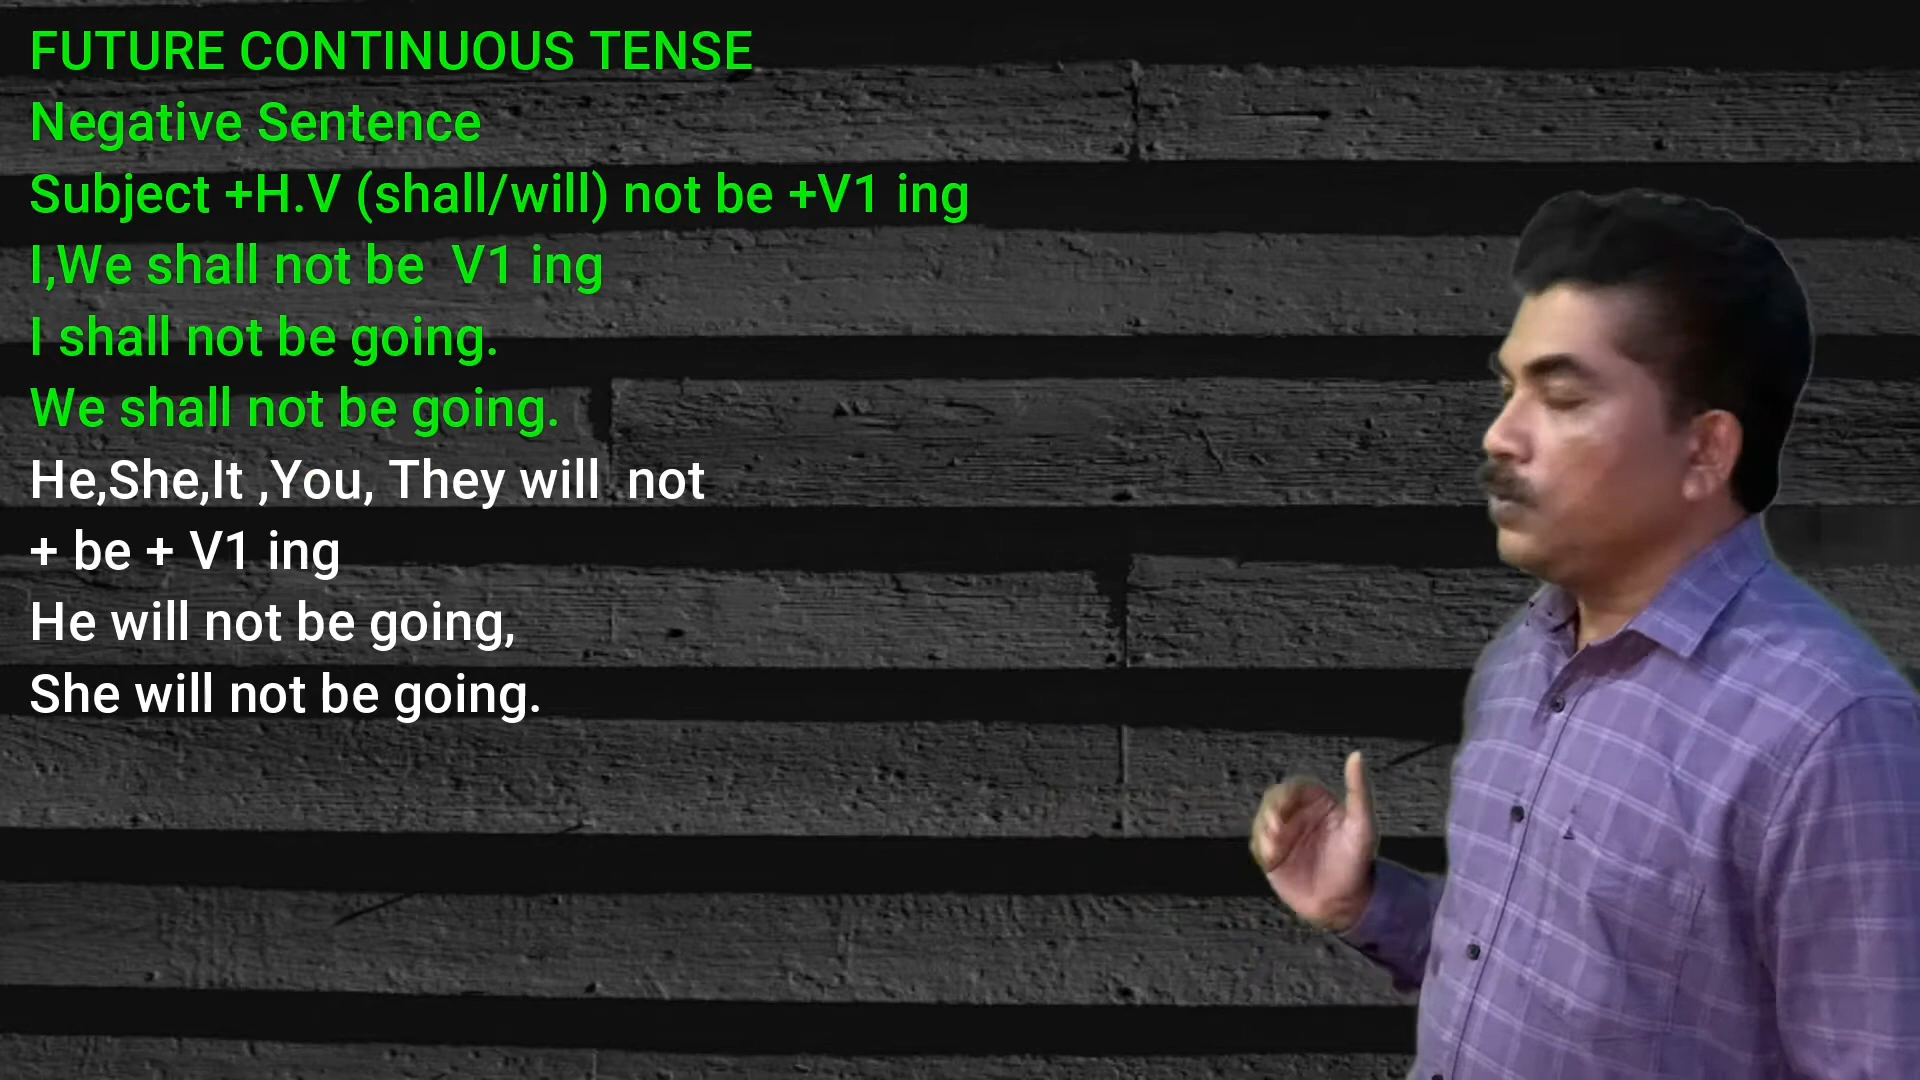 FUTURE CONTINUOUS TENSE
Negative Sentence
Subject +H.V (shall/will) not be +V1 ing
I,We shall not be  V1 ing
I shall not be going.
We shall not be going.
He,She,It ,You, They will  not
+ be + V1 ing
He will not be going,
She will not be going.